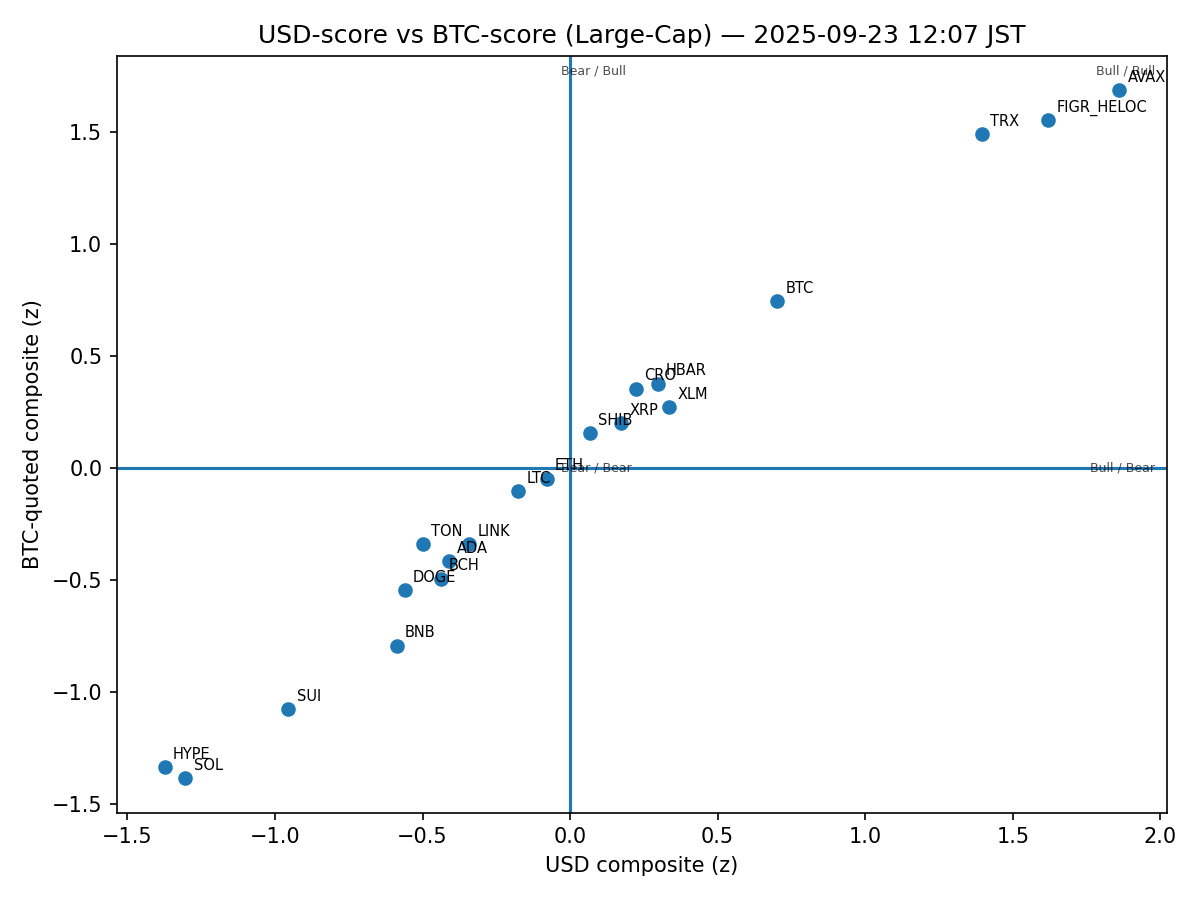 USD-score vs BTC-score (Large-Cap) — 2025-09-23 12:07 JST
Bear / Bull
Bull / Bull
AVAX
FIGR_HELOC
TRX
BTC
HBAR
CRO
XLM
XRP
SHIB
ETH
Bear / Bear
Bull / Bear
LTC
TON
LINK
ADA
BCH
DOGE
BNB
SUI
HYPE
SOL
1.5
1.0
0.5
0.0
−0.5
−1.0
−1.5
BTC-quoted composite (z)
−1.5
−1.0
−0.5
0.0
0.5
1.0
1.5
2.0
USD composite (z)